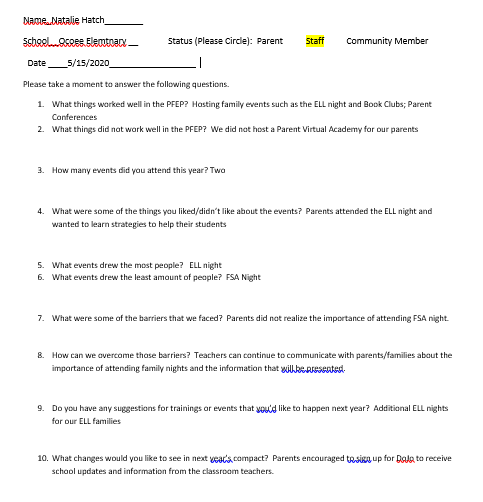 Name_Natalie Hatch________
School__Ocoee Elemtnary __ Status (Please Circle): Parent Staff Community Member
Date ____5/15/2020__________________ |
Please take a moment to answer the following questions.
1. What things worked well in the PFEP? Hosting family events such as the ELL night and Book Clubs; Parent
Conferences
2. What things did not work well in the PFEP? We did not host a Parent Virtual Academy for our parents
3. How many events did you attend this year? Two
4. What were some of the things you liked/didn't like about the events? Parents attended the ELL night and
wanted to learn strategies to help their students
5. What events drew the most people? ELL night
6. What events drew the least amount of people? FSA Night
7. What were some of the barriers that we faced? Parents did not realize the importance of attending FSA night.
8. How can we overcome those barriers? Teachers can continue to communicate with parents/families about the
importance of attending family nights and the information that will be presented.
9. Do you have any suggestions for trainings or events that you'd like to happen next year? Additional ELL nights
for our ELL families
10. What changes would you like to see in next year's compact? Parents encouraged to sign up for DoJo to receive
school updates and information from the classroom teachers.